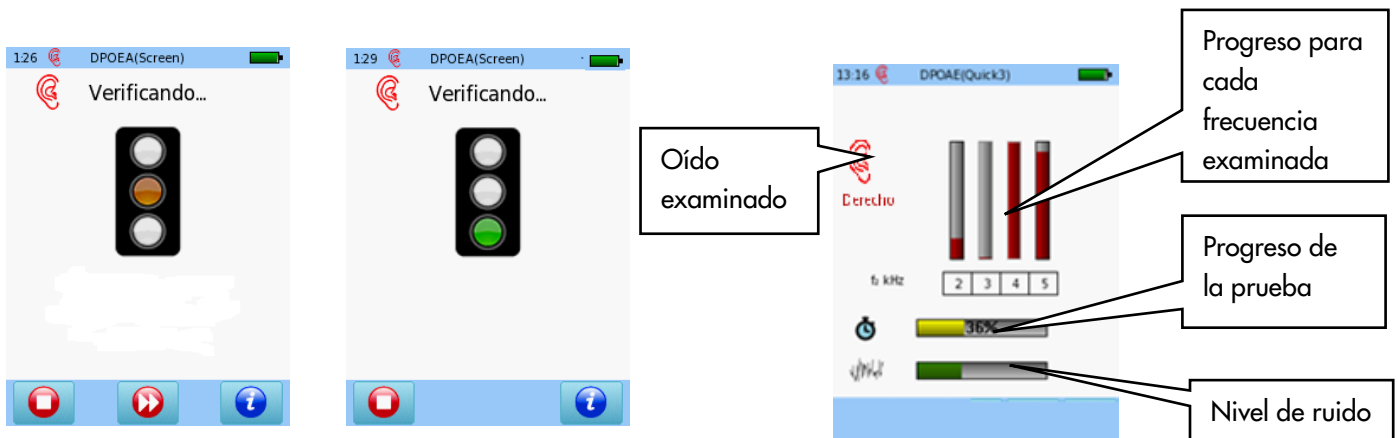 1:26 DPOEA(Screen)
Verificando...
1:29 DPOEA(Screen)
Verificando...
Oído
examinado
13:16 DPOAE(Quick3)
Derecho
f₂ kHz
2 3 4 5
36%
Progreso para
cada
frecuencia
examinada
Progreso de
la prueba
Nivel de ruido